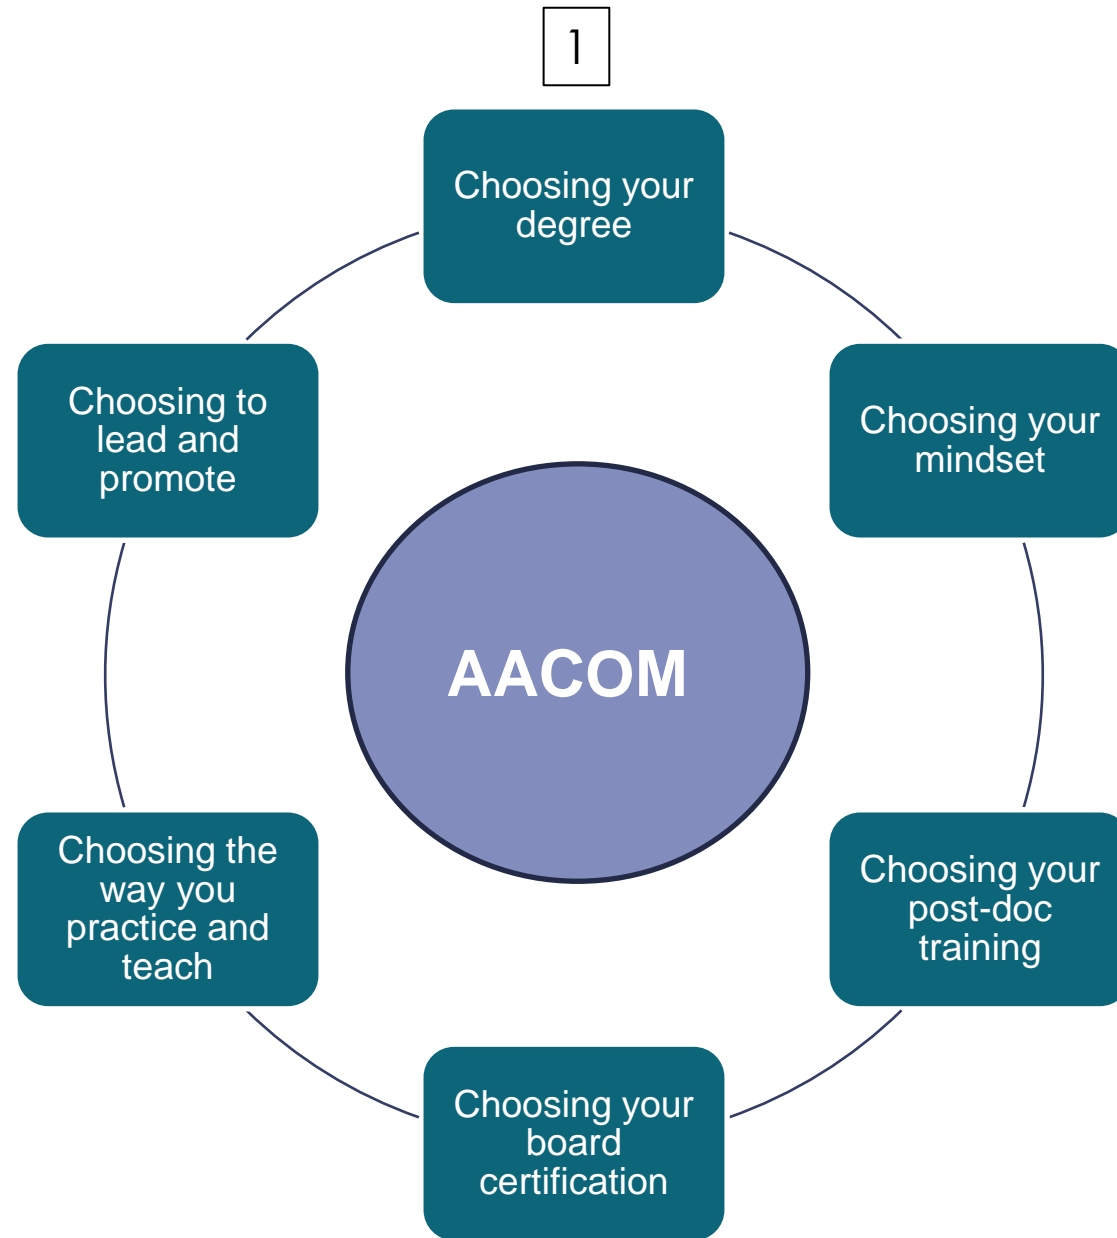 1
Choosing your
degree
Choosing your
mindset
Choosing your
post-doc
training
Choosing your
board
certification
Choosing the
way you
practice and
teach
Choosing to
lead and
promote
AACOM